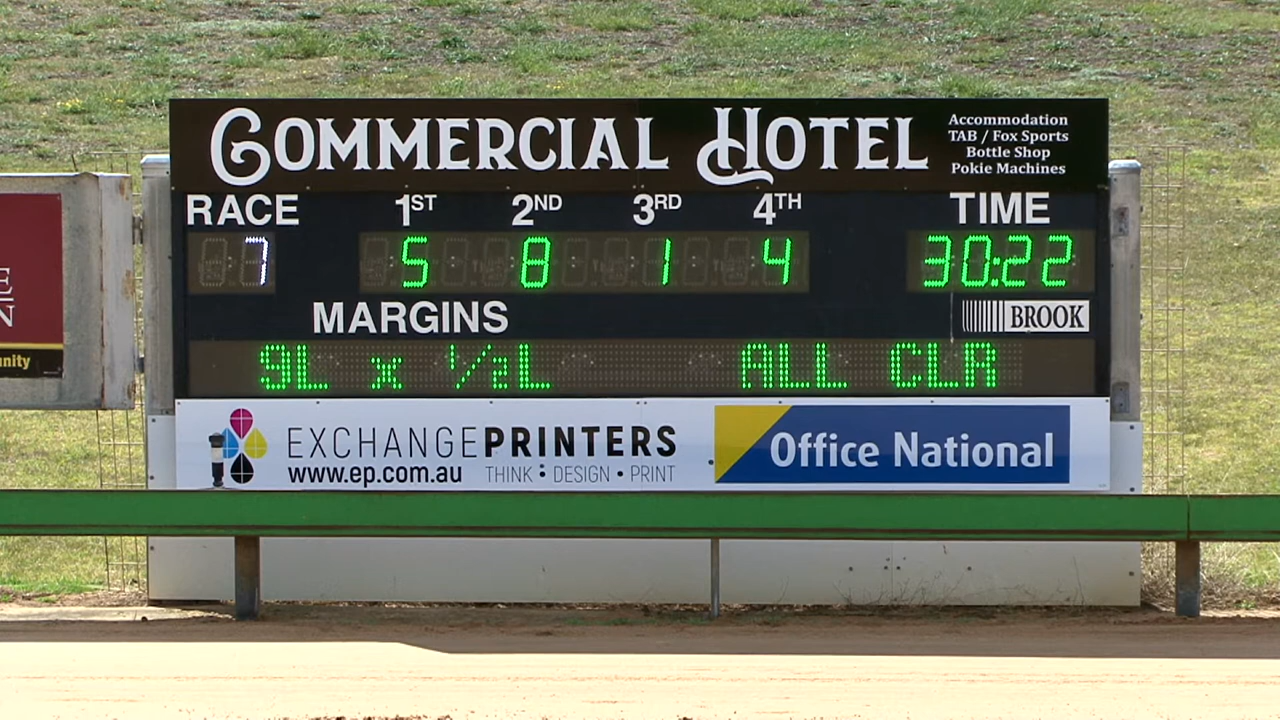 COMMERCIAL HOTEL
Accommodation
TAB / Fox Sports
Bottle Shop
Pokie Machines
RACE 1ST 2ND 3RD 4TH TIME
7 5 8 1 4 30:22
MARGINS
BROOK
9L x ½L ALL CLR
EXCHANGEPRINTERS
www.ep.com.au THINK : DESIGN • PRINT
Office National
E
N
nity